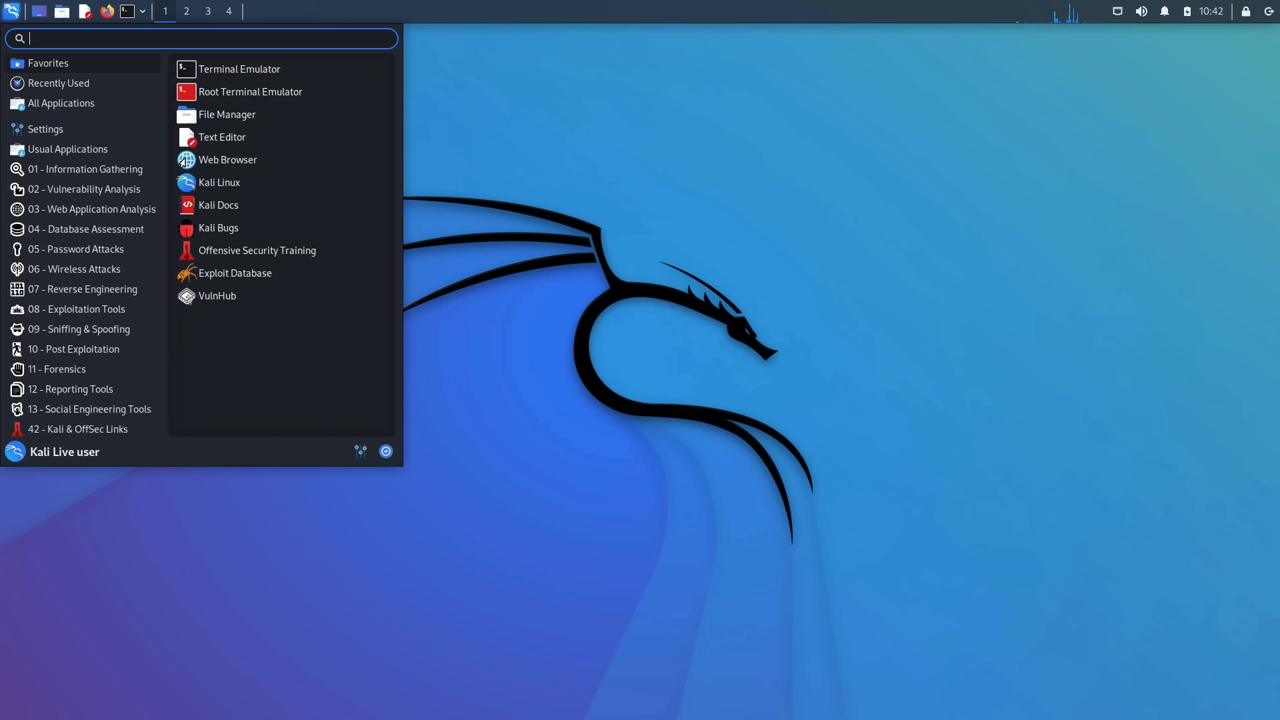 1 2 3 4 10:42
Favorites
Recently Used
All Applications
Settings
Usual Applications
01 - Information Gathering
02 - Vulnerability Analysis
03 - Web Application Analysis
04 - Database Assessment
05 - Password Attacks
06 - Wireless Attacks
07 - Reverse Engineering
08 - Exploitation Tools
09 - Sniffing & Spoofing
10 - Post Exploitation
11 - Forensics
12 - Reporting Tools
13 - Social Engineering Tools
42 - Kali & OffSec Links
Terminal Emulator
Root Terminal Emulator
File Manager
Text Editor
Web Browser
Kali Linux
Kali Docs
Kali Bugs
Offensive Security Training
Exploit Database
VulnHub
Kali Live user